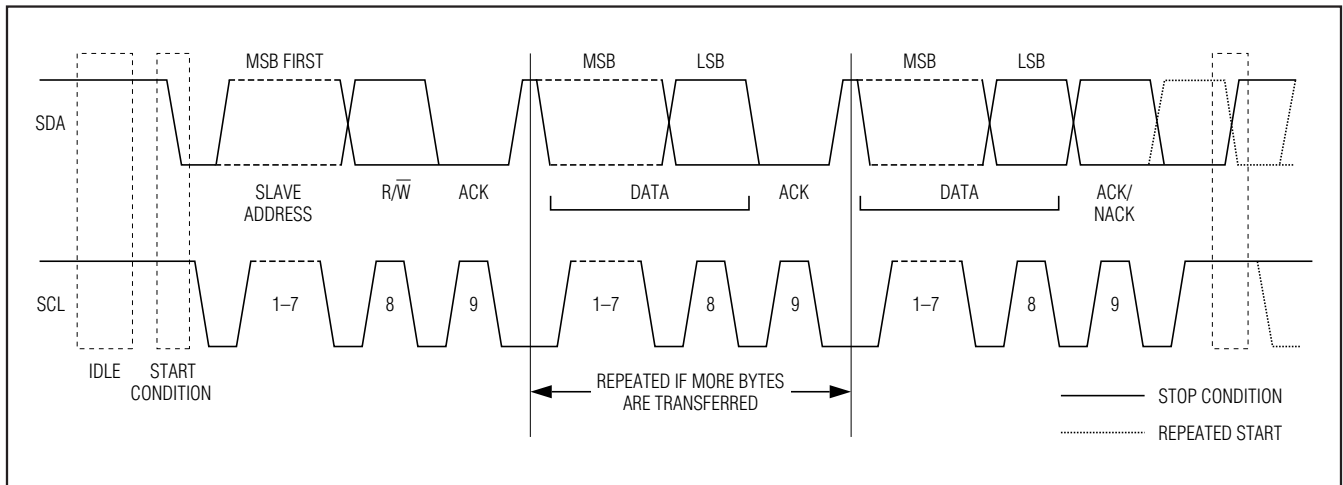 MSB FIRST
MSB
LSB
MSB
LSB
SDA
SLAVE
ADDRESS
R/W̅
ACK
DATA
ACK
DATA
ACK/
NACK
SCL
1–7
8
9
1–7
8
9
1–7
8
9
IDLE
START
CONDITION
REPEATED IF MORE BYTES
ARE TRANSFERRED
STOP CONDITION
REPEATED START